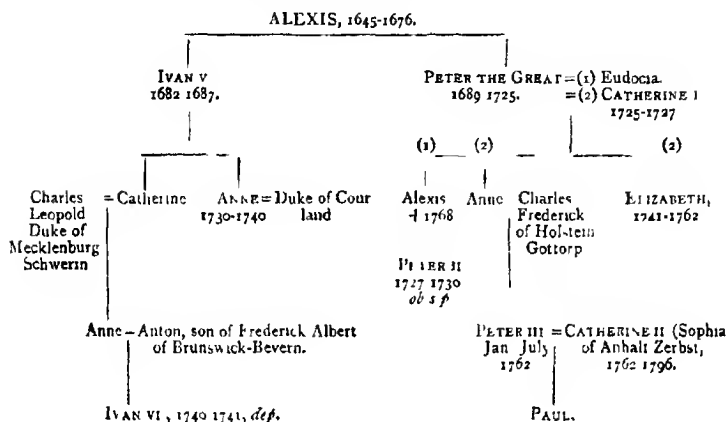 ALEXIS, 1645-1676.
IVAN V
1682 1687.
PETER THE GREAT = (1) Eudocia.
1689 1725. = (2) CATHERINE I
1725-1727
(1) (2) (2)
Charles = Catherine ANNE = Duke of Cour
Leopold 1730-1740 land
Duke of
Mecklenburg
Schwerin
Alexis Anne Charles ELIZABETH,
1768 Frederick 1741-1762
of Holstein
Gottorp
PETER II
1727 1730
ob s p
Anne = Anton, son of Frederick Albert
of Brunswick-Bevern.
PETER III = CATHERINE II (Sophia
Jan July of Anhalt Zerbst,
1762 1762 1796.
IVAN VI, 1740 1741, dep.
PAUL.